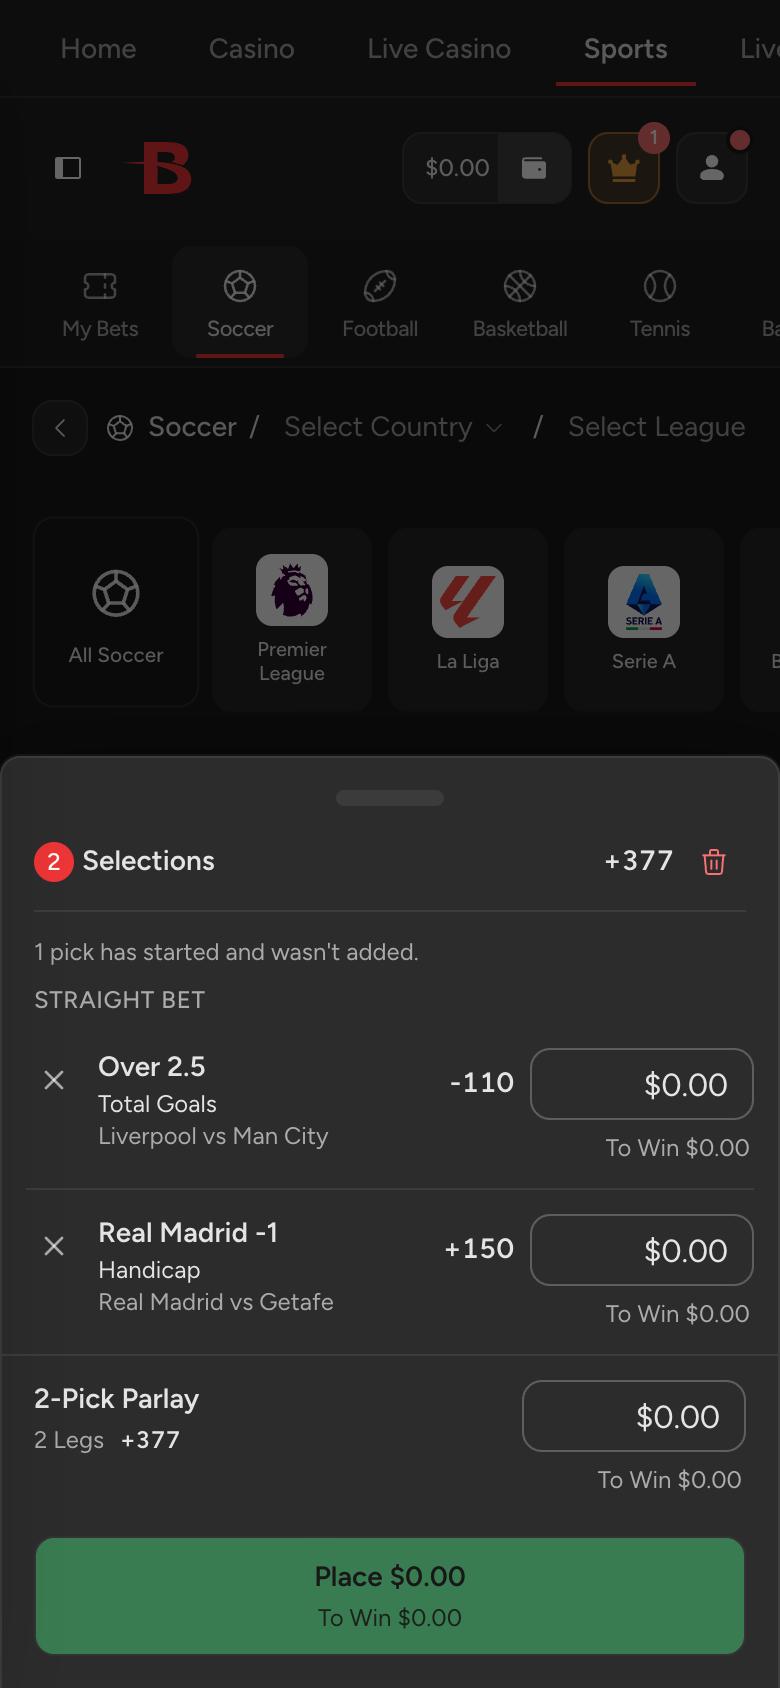 Home Casino Live Casino Sports Live
B
$0.00 1
My Bets Soccer Football Basketball Tennis Ba
Soccer / Select Country / Select League
All Soccer
Premier
League
La Liga
SERIE A
Serie A
B
2 Selections +377
1 pick has started and wasn't added.
STRAIGHT BET
Over 2.5 -110 $0.00
Total Goals
Liverpool vs Man City To Win $0.00
Real Madrid -1 +150 $0.00
Handicap
Real Madrid vs Getafe To Win $0.00
2-Pick Parlay $0.00
2 Legs +377
To Win $0.00
Place $0.00
To Win $0.00